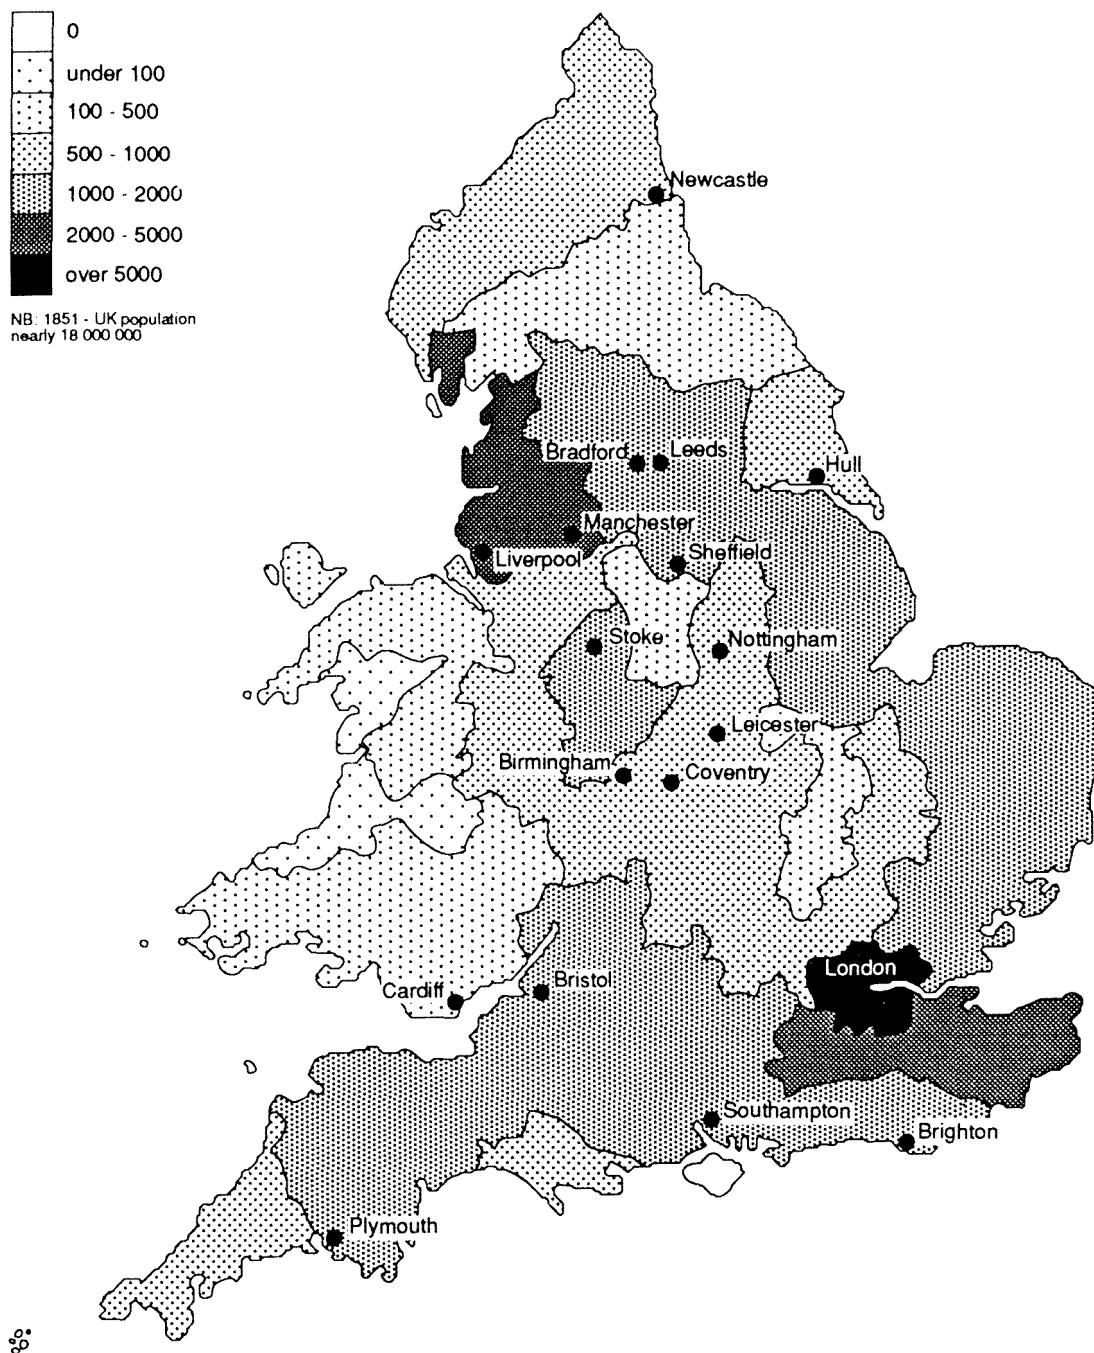 0
under 100
100 - 500
500 - 1000
1000 - 2000
2000 - 5000
over 5000
NB: 1851 - UK population
nearly 18 000 000
Newcastle
Bradford
Leeds
Hull
Manchester
Liverpool
Sheffield
Stoke
Nottingham
Leicester
Birmingham
Coventry
London
Cardiff
Bristol
Southampton
Brighton
Plymouth